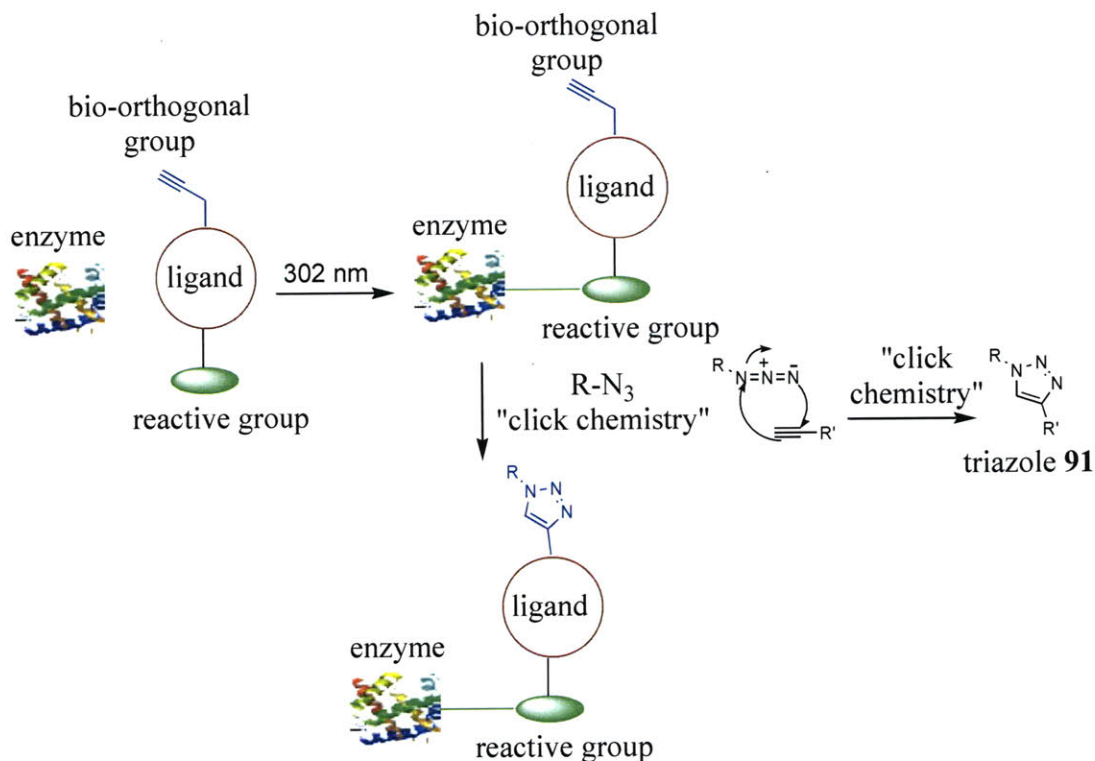 bio-orthogonal
group
bio-orthogonal
group
ligand
enzyme
enzyme
ligand
302 nm
reactive group
reactive group
R-N3
"click chemistry"
R
N=N=N
+
-
R'
"click
chemistry"
R
N
N
N
R'
triazole 91
R
N
N
N
ligand
enzyme
reactive group